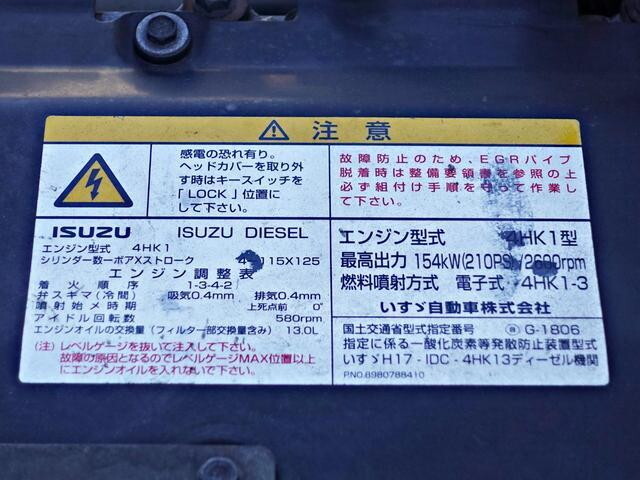 注意
感電の恐れ有り。
ヘッドカバーを取り外
す時はキースイッチを
「LOCK」位置に
して下さい。
故障防止のため、EGRパイプ
脱着時は整備要領書を参照の上
必ず組付け手順を守って作業し
て下さい。
ISUZU ISUZU DIESEL
エンジン型式 4HK1
シリンダー数ーボアXストローク 4 115X125
エンジン調整表
着火順序 1-3-4-2
弁スキマ(冷間) 吸気0.4mm 排気0.4mm
噴射始メ時期 上死点前 0°
アイドル回転数 580rpm
エンジンオイルの交換量(フィルター部交換量含み) 13.0L
(注)レベルゲージを抜いて注入して下さい。
故障の原因となるのでレベルゲージMAX位置以上
にエンジンオイルを入れないで下さい。
エンジン型式 4HK1型
最高出力 154kW(210PS)/2600rpm
燃料噴射方式 電子式 4HK1-3
いすゞ自動車株式会社
国土交通省型式指定番号 ⓐ G-1806
指定に係る一酸化炭素等発散防止装置型式
いすゞH17-IDC-4HK13ディーゼル機関
P.NO.8980788410